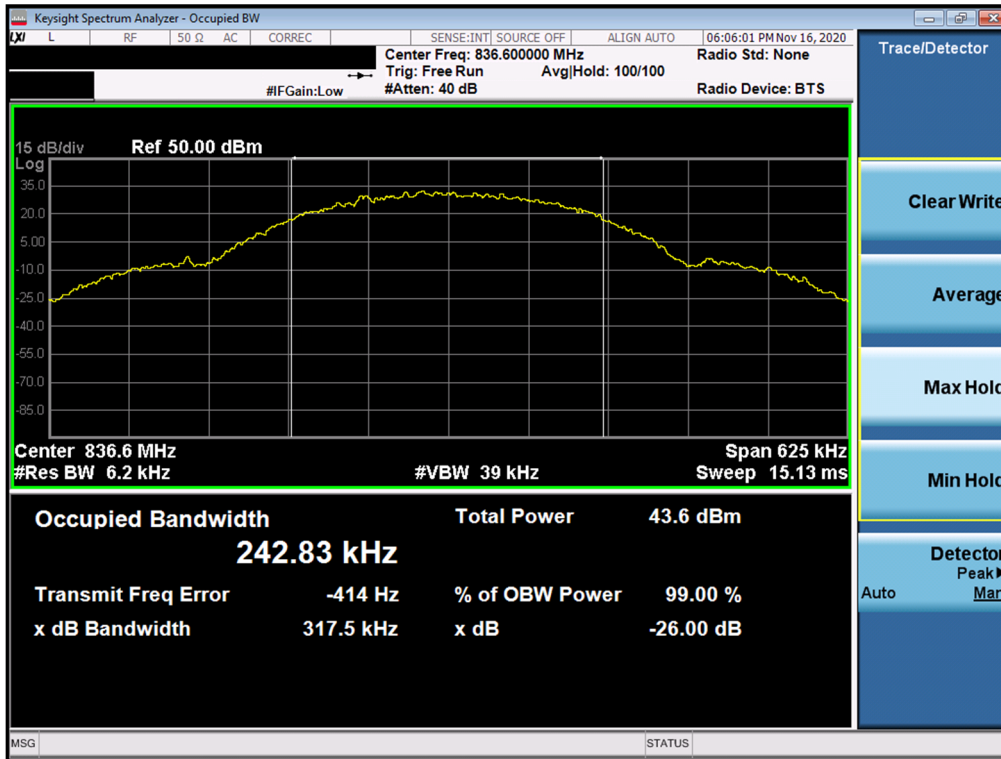 Keysight Spectrum Analyzer - Occupied BW
LXI L RF 50 Ω AC CORREC SENSE:INT SOURCE OFF ALIGN AUTO 06:06:01 PM Nov 16, 2020
Center Freq: 836.600000 MHz Radio Std: None
Trig: Free Run Avg|Hold: 100/100
#IFGain:Low #Atten: 40 dB Radio Device: BTS
15 dB/div Ref 50.00 dBm
Log
35.0
20.0
5.00
-10.0
-25.0
-40.0
-55.0
-70.0
-85.0
Center 836.6 MHz Span 625 kHz
#Res BW 6.2 kHz #VBW 39 kHz Sweep 15.13 ms
Occupied Bandwidth Total Power 43.6 dBm
242.83 kHz
Transmit Freq Error -414 Hz % of OBW Power 99.00 %
x dB Bandwidth 317.5 kHz x dB -26.00 dB
MSG STATUS
Trace/Detector
Clear Write
Average
Max Hold
Min Hold
Detector
Peak
Auto Man